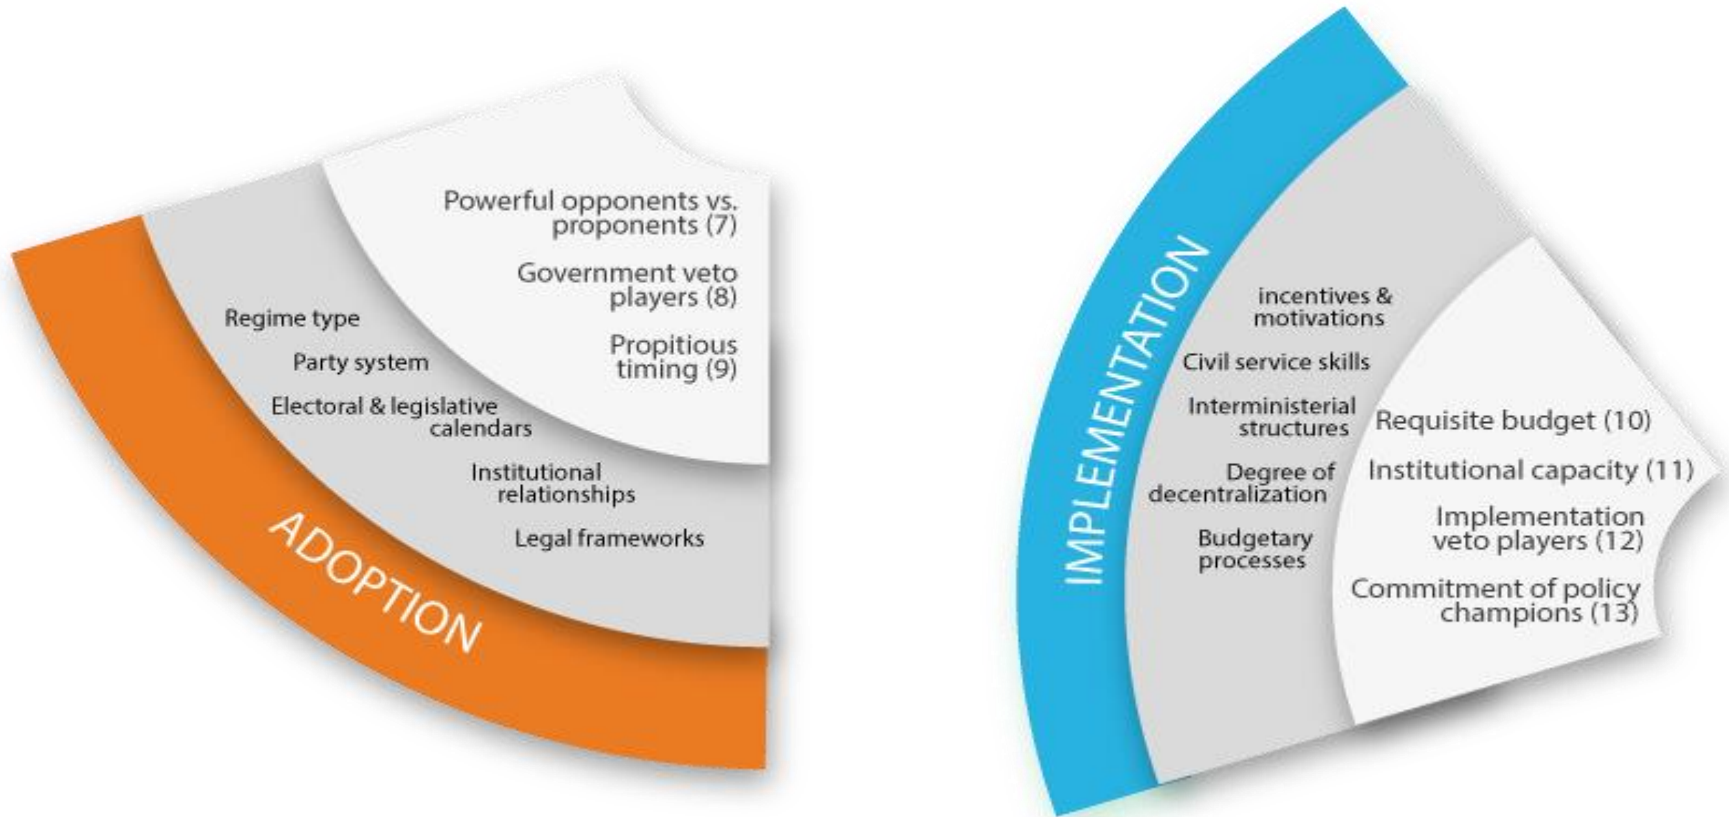 Powerful opponents vs.
proponents (7)
Government veto
players (8)
Propitious
timing (9)
Regime type
Party system
Electoral & legislative
calendars
Institutional
relationships
Legal frameworks
ADOPTION
IMPLEMENTATION
incentives &
motivations
Civil service skills
Interministerial
structures
Degree of
decentralization
Budgetary
processes
Requisite budget (10)
Institutional capacity (11)
Implementation
veto players (12)
Commitment of policy
champions (13)